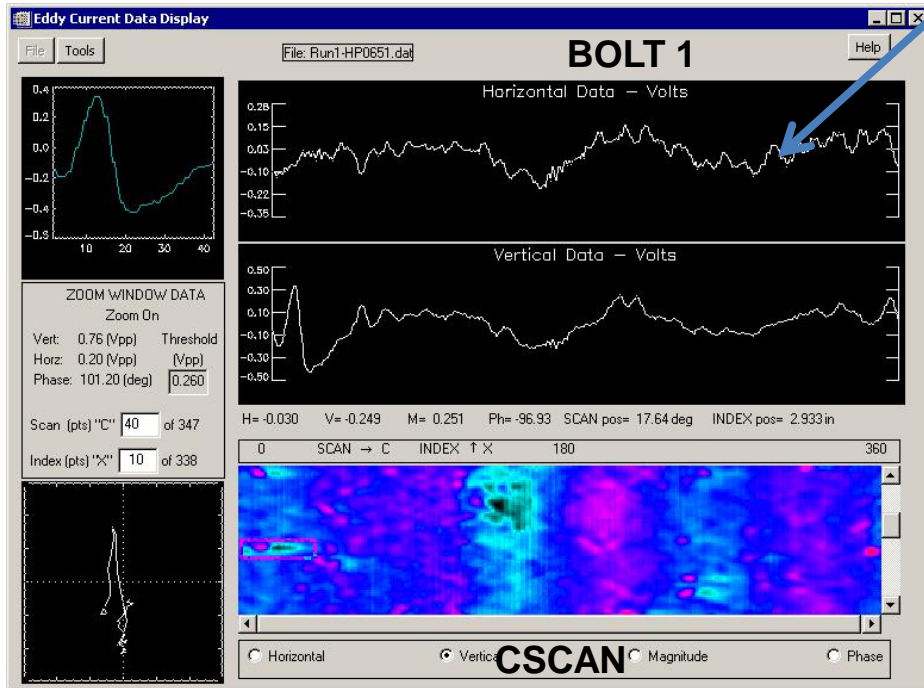 Eddy Current Data Display
File Tools File: Run1-HP0651.dat BOLT 1 Help
0.4
0.2
0.0
-0.2
-0.4
10 20 30 40
Horizontal Data – Volts
0.28
0.15
0.03
-0.10
-0.22
-0.35
Vertical Data – Volts
0.50
0.30
0.10
-0.10
-0.30
-0.50
ZOOM WINDOW DATA
Zoom On
Vert: 0.76 (Vpp) Threshold
Horz: 0.20 (Vpp) (Vpp)
Phase: 101.20 (deg) 0.260
Scan (pts) "C" 40 of 347
Index (pts) "X" 10 of 338
H= -0.030 V= -0.249 M= 0.251 Ph= -96.93 SCAN pos= 17.64 deg INDEX pos= 2.933 in
0 SCAN → C INDEX ↑ X 180 360
Horizontal Vertica CSCAN Magnitude Phase